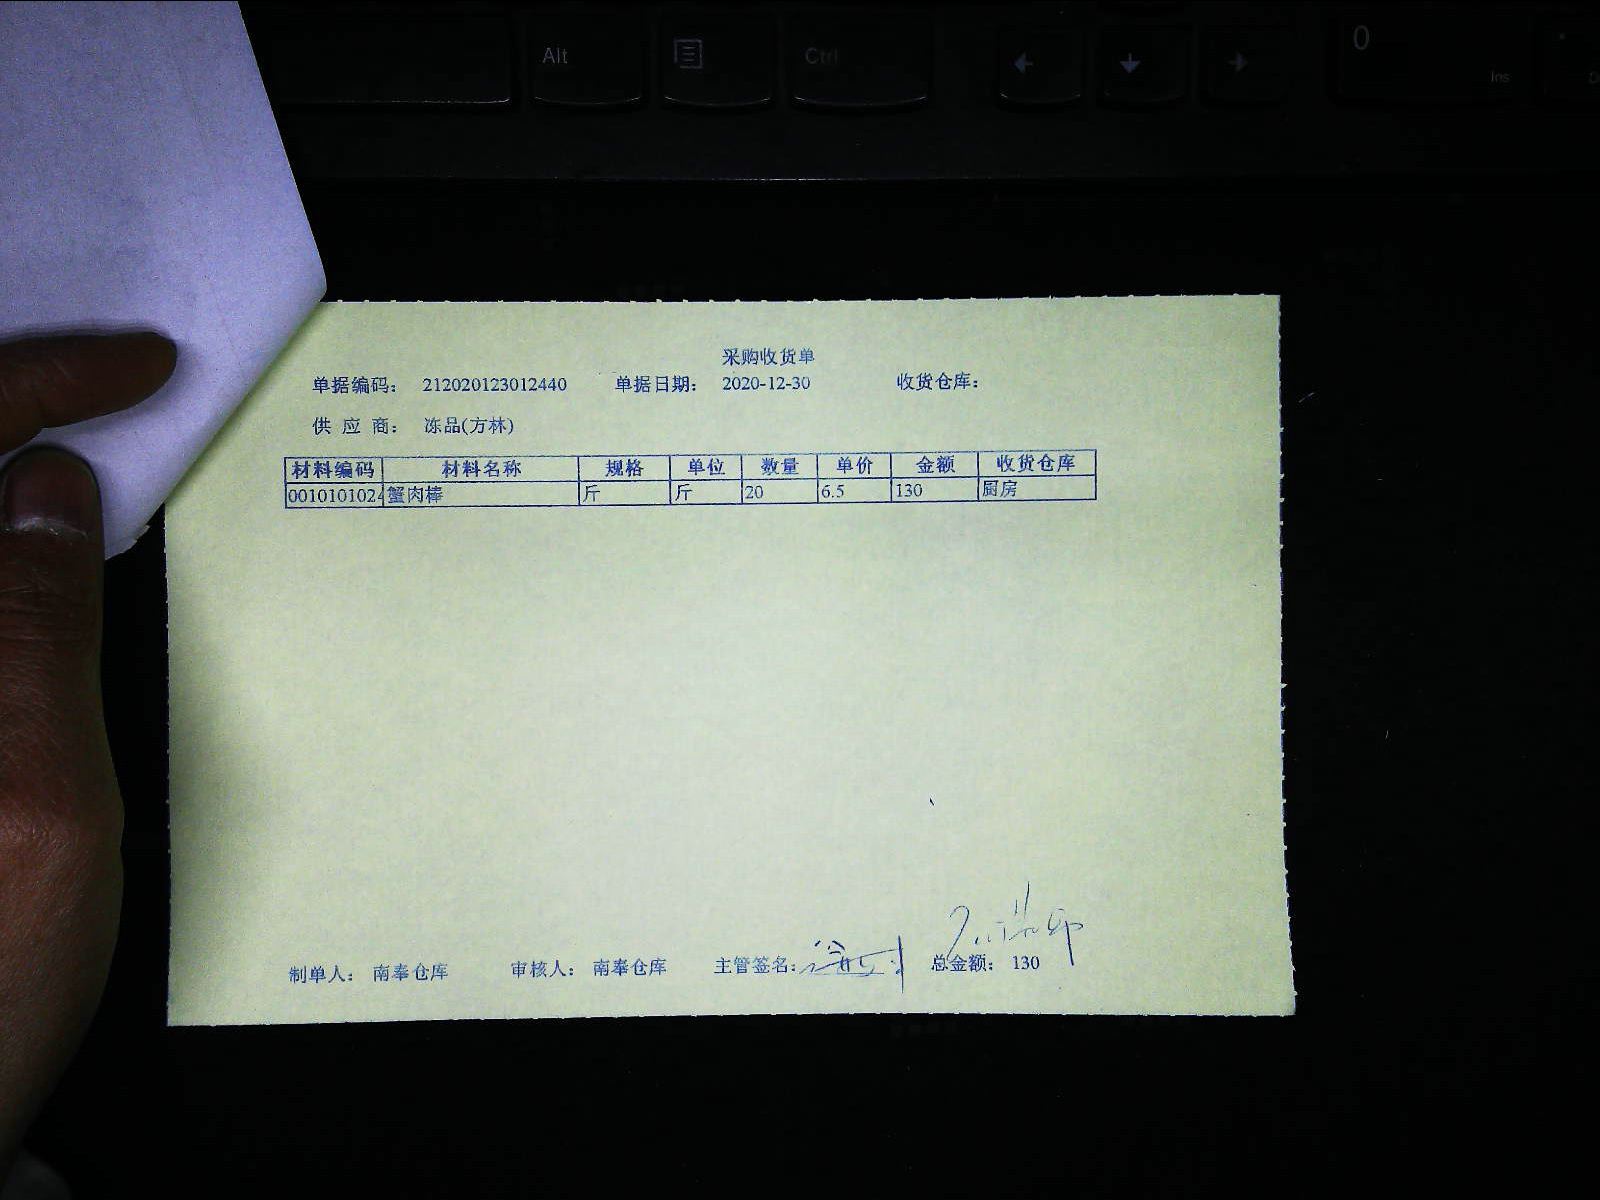 Alt Ctrl 0
Ins
采购收货单
单据编码： 212020123012440 单据日期： 2020-12-30 收货仓库：
供 应 商： 冻品(方林)
材料编码 材料名称 规格 单位 数量 单价 金额 收货仓库
0010101024 蟹肉棒 斤 斤 20 6.5 130 厨房
制单人： 南奉仓库 审核人： 南奉仓库 主管签名： 总金额： 130